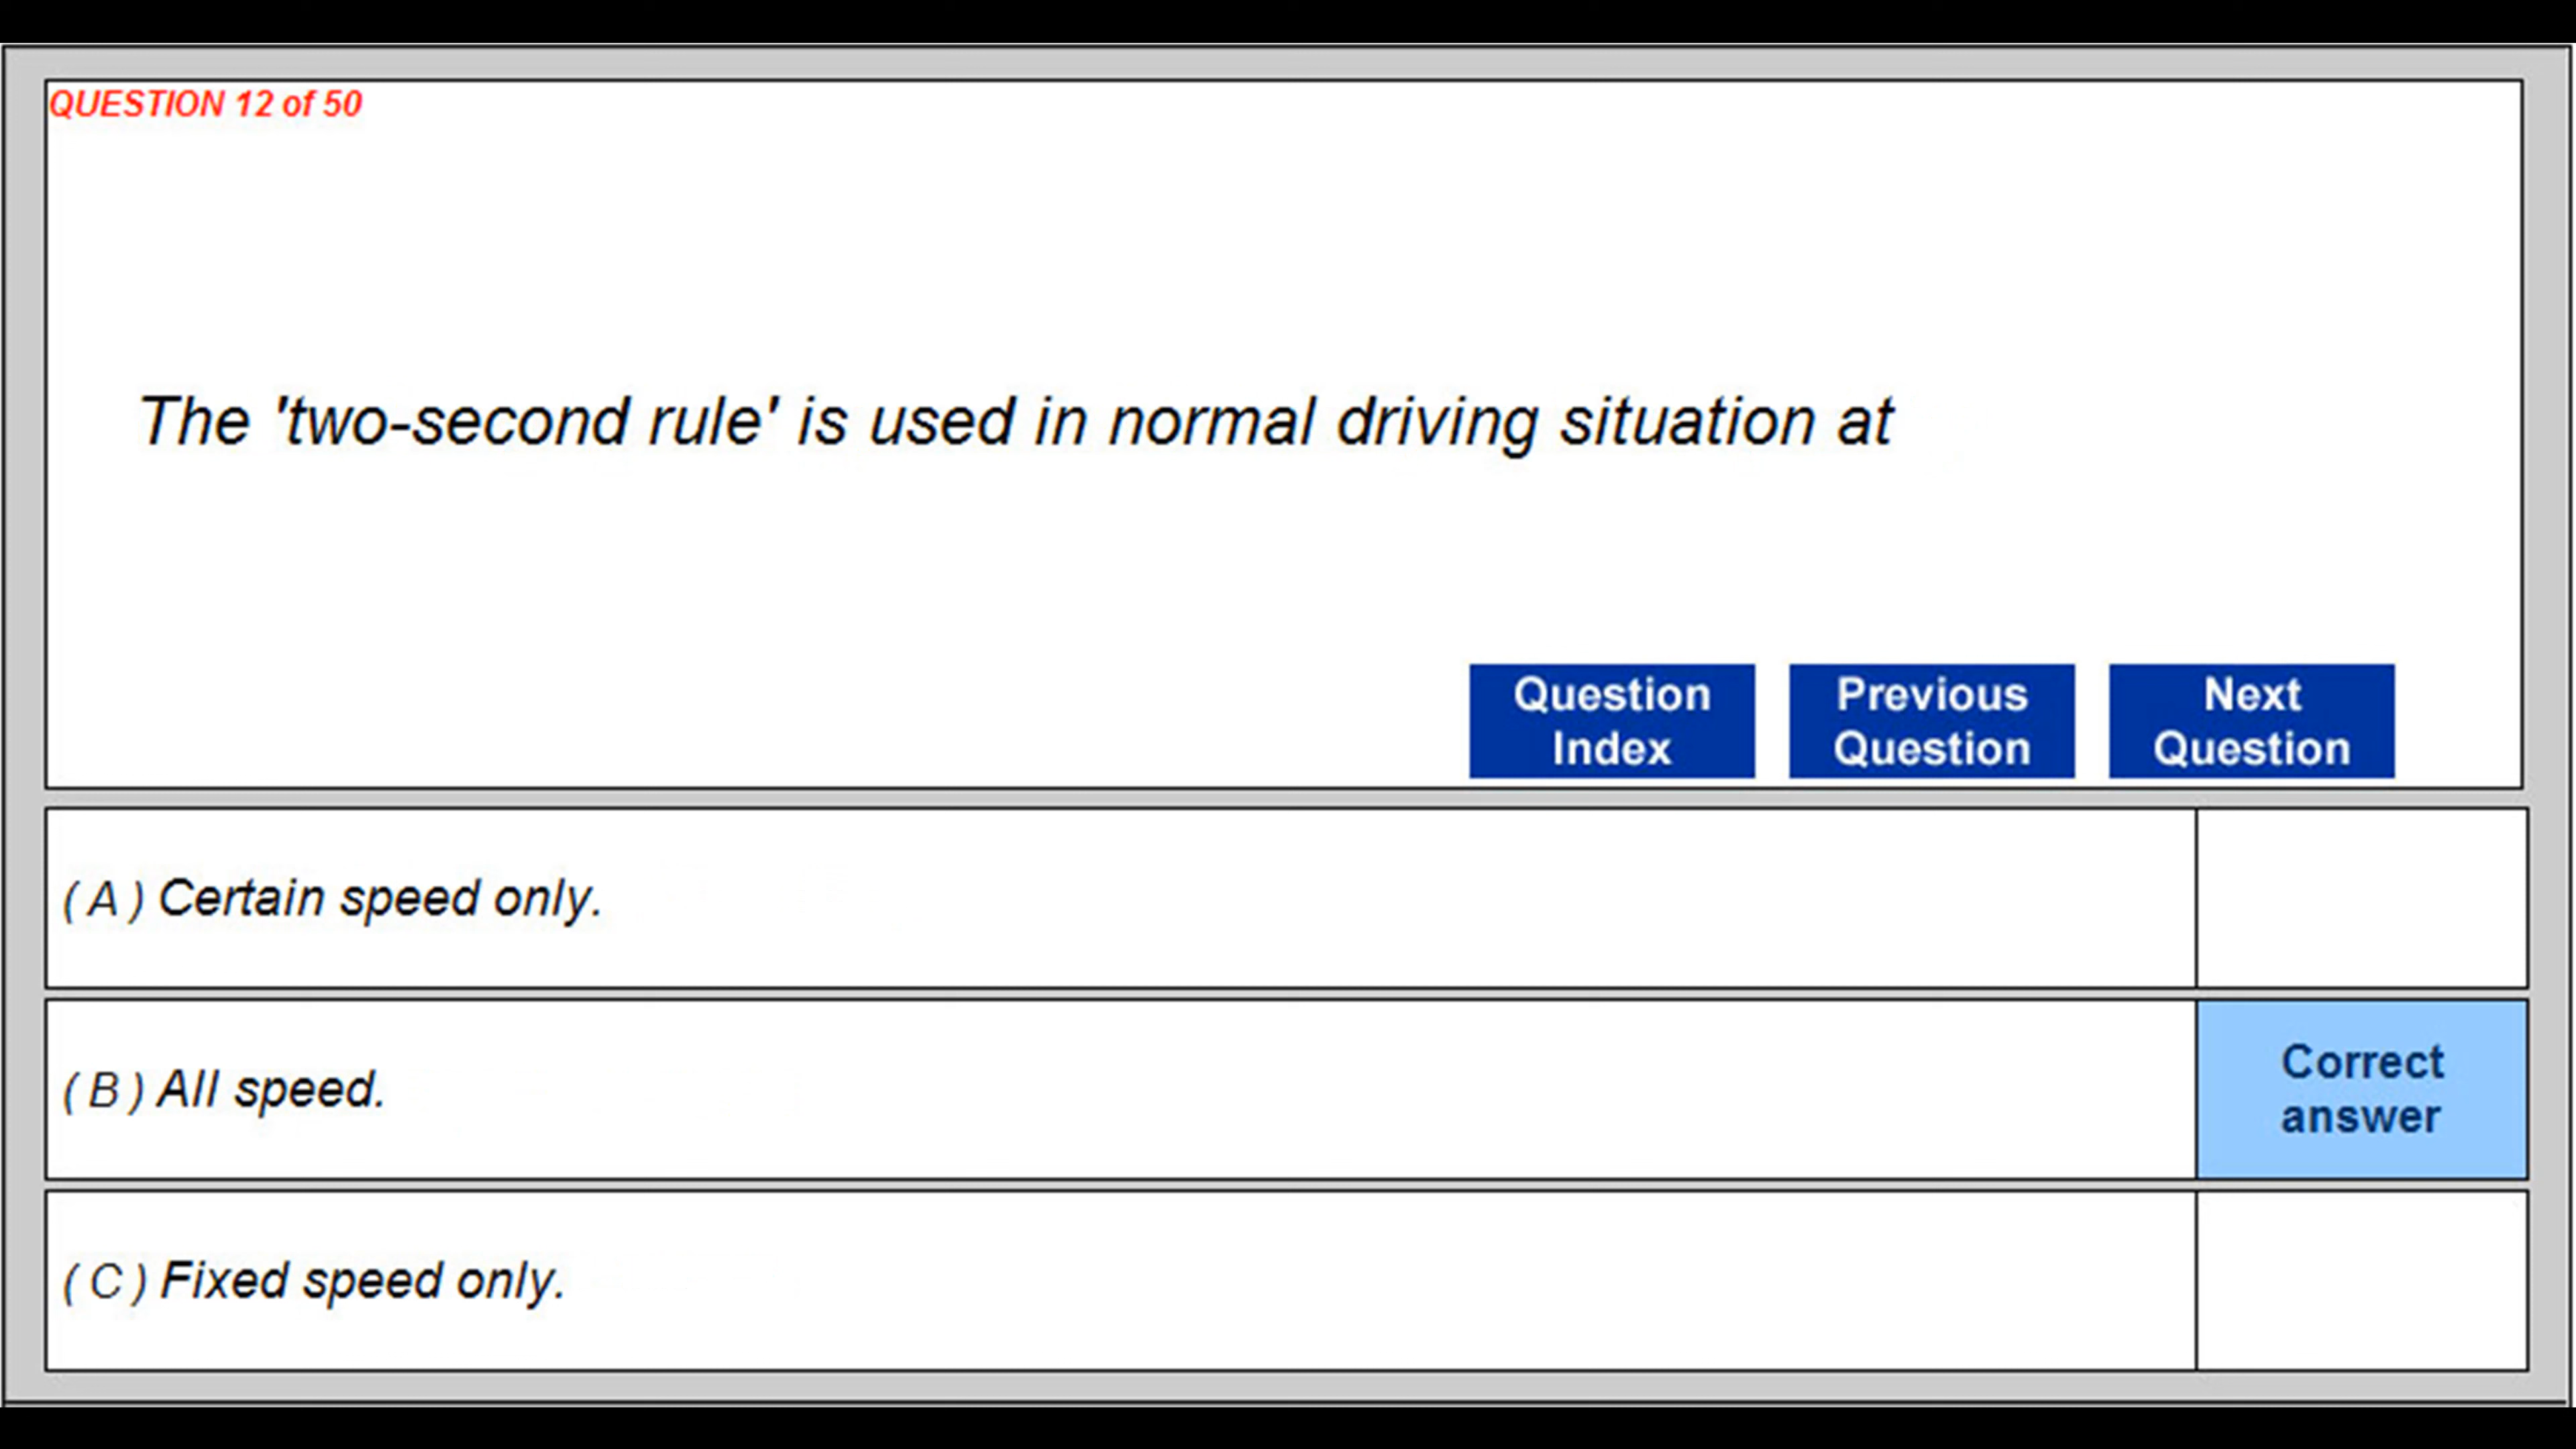 QUESTION 12 of 50
The 'two-second rule' is used in normal driving situation at
Question
Index
Previous
Question
Next
Question
( A ) Certain speed only.
( B ) All speed.
Correct
answer
( C ) Fixed speed only.